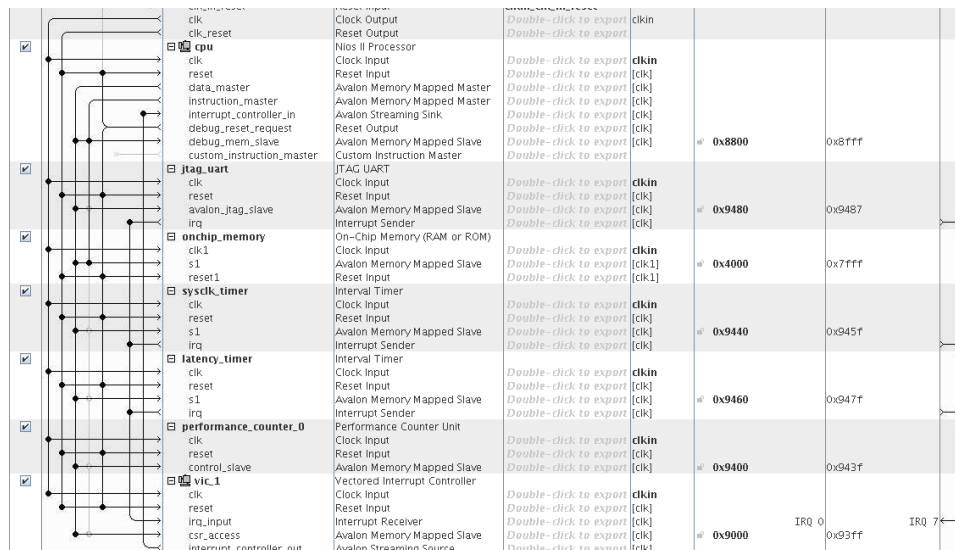 clk Clock Output Double-click to export clkin
clk_reset Reset Output Double-click to export
cpu Nios II Processor
clk Clock Input Double-click to export clkin
reset Reset Input Double-click to export [clk]
data_master Avalon Memory Mapped Master Double-click to export [clk]
instruction_master Avalon Memory Mapped Master Double-click to export [clk]
interrupt_controller_in Avalon Streaming Sink Double-click to export [clk]
debug_reset_request Reset Output Double-click to export [clk]
debug_mem_slave Avalon Memory Mapped Slave Double-click to export [clk] 0x8800 0x8fff
custom_instruction_master Custom Instruction Master Double-click to export
jtag_uart JTAG UART
clk Clock Input Double-click to export clkin
reset Reset Input Double-click to export [clk]
avalon_jtag_slave Avalon Memory Mapped Slave Double-click to export [clk] 0x9480 0x9487
irq Interrupt Sender Double-click to export [clk]
onchip_memory On-Chip Memory (RAM or ROM)
clk1 Clock Input Double-click to export clkin
s1 Avalon Memory Mapped Slave Double-click to export [clk1] 0x4000 0x7fff
reset1 Reset Input Double-click to export [clk1]
sysclk_timer Interval Timer
clk Clock Input Double-click to export clkin
reset Reset Input Double-click to export [clk]
s1 Avalon Memory Mapped Slave Double-click to export [clk] 0x9440 0x945f
irq Interrupt Sender Double-click to export [clk]
latency_timer Interval Timer
clk Clock Input Double-click to export clkin
reset Reset Input Double-click to export [clk]
s1 Avalon Memory Mapped Slave Double-click to export [clk] 0x9460 0x947f
irq Interrupt Sender Double-click to export [clk]
performance_counter_0 Performance Counter Unit
clk Clock Input Double-click to export clkin
reset Reset Input Double-click to export [clk]
control_slave Avalon Memory Mapped Slave Double-click to export [clk] 0x9400 0x943f
vic_1 Vectored Interrupt Controller
clk Clock Input Double-click to export clkin
reset Reset Input Double-click to export [clk]
irq_input Interrupt Receiver Double-click to export [clk] IRQ 0 IRQ 7
csr_access Avalon Memory Mapped Slave Double-click to export [clk] 0x9000 0x93ff
interrupt_controller_out Avalon Streaming Source Double-click to export [clk]